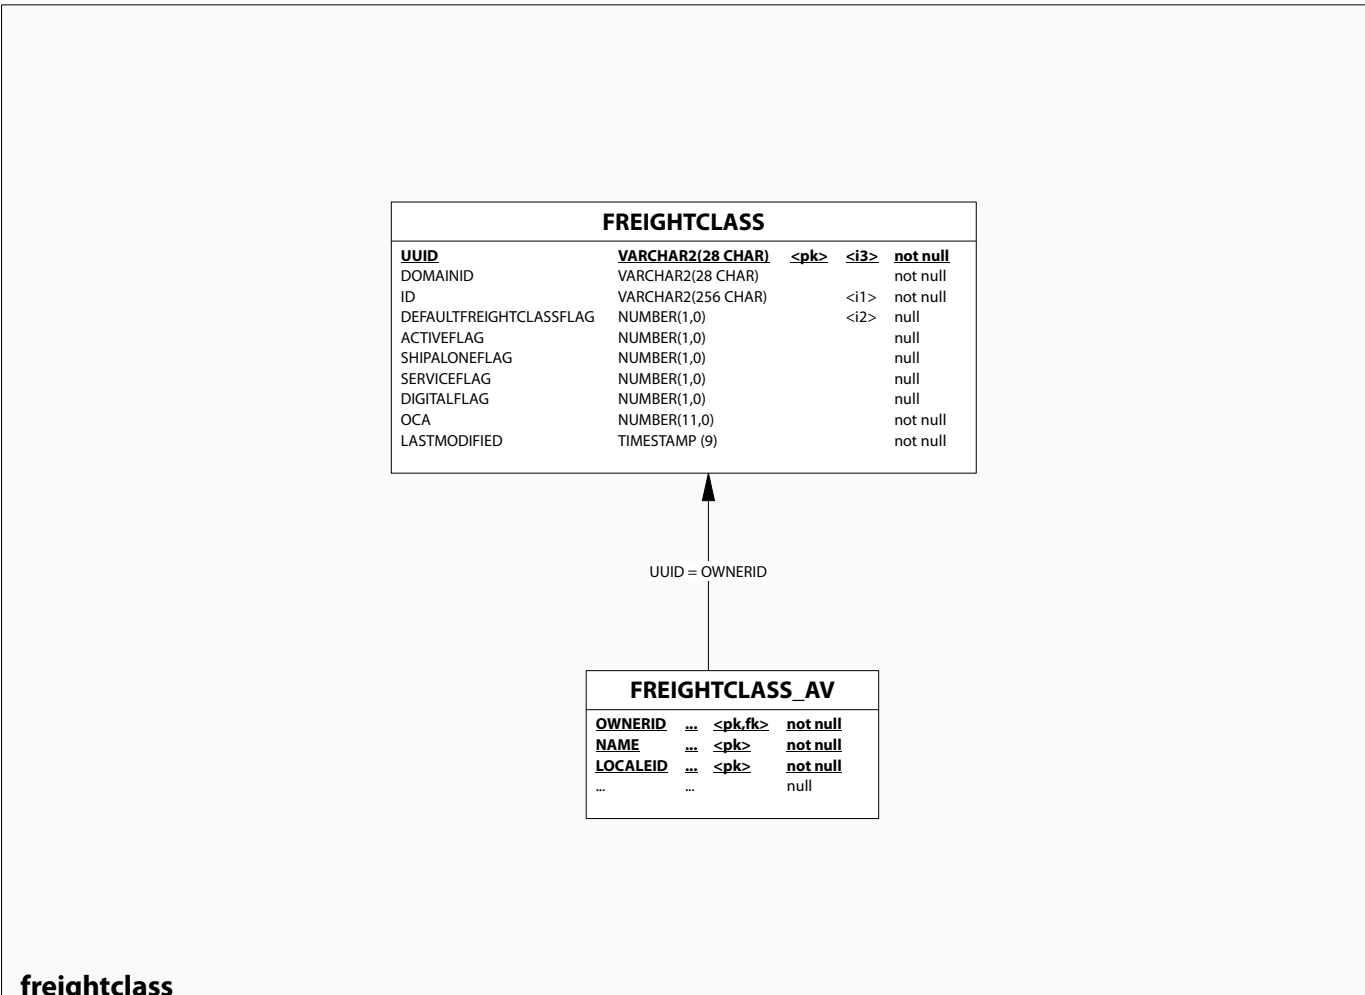 FREIGHTCLASS
UUID VARCHAR2(28 CHAR) <pk> <i3> not null
DOMAINID VARCHAR2(28 CHAR) not null
ID VARCHAR2(256 CHAR) <i1> not null
DEFAULTFREIGHTCLASSFLAG NUMBER(1,0) <i2> null
ACTIVEFLAG NUMBER(1,0) null
SHIPALONEFLAG NUMBER(1,0) null
SERVICEFLAG NUMBER(1,0) null
DIGITALFLAG NUMBER(1,0) null
OCA NUMBER(11,0) not null
LASTMODIFIED TIMESTAMP (9) not null
UUID = OWNERID
FREIGHTCLASS_AV
OWNERID ... <pk,fk> not null
NAME ... <pk> not null
LOCALEID ... <pk> not null
... ... null
freightclass